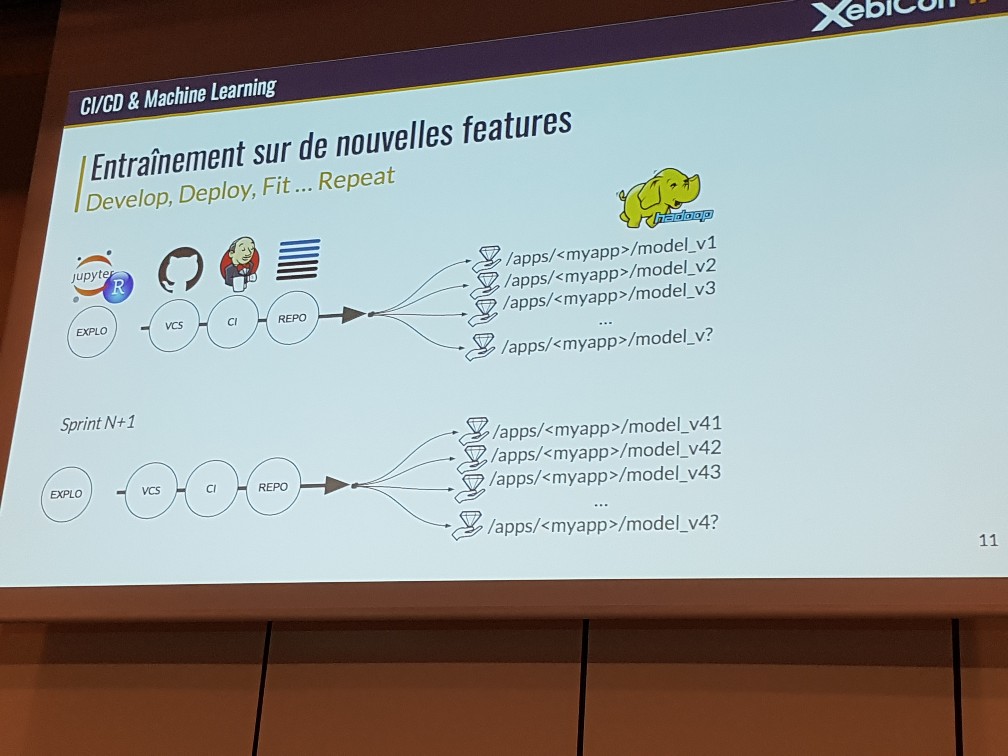 XebiCon
CI/CD & Machine Learning
Entraînement sur de nouvelles features
Develop, Deploy, Fit ... Repeat
hadoop
jupyter
R
EXPLO
VCS
CI
REPO
/apps/<myapp>/model_v1
/apps/<myapp>/model_v2
/apps/<myapp>/model_v3
...
/apps/<myapp>/model_v?
Sprint N+1
EXPLO
VCS
CI
REPO
/apps/<myapp>/model_v41
/apps/<myapp>/model_v42
/apps/<myapp>/model_v43
...
/apps/<myapp>/model_v4?
11